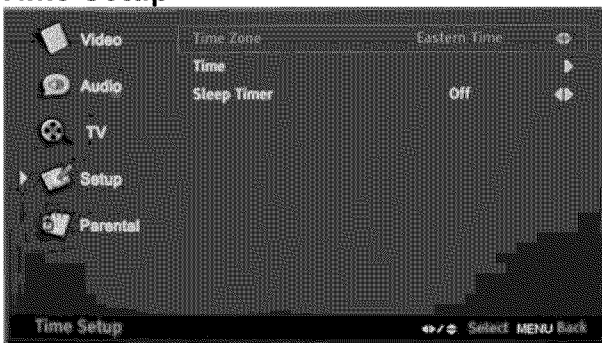 Time Setup
Video
Audio
TV
Setup
Parental
Time Zone Eastern Time
Time
Sleep Timer Off
Time Setup
Select MENU Back